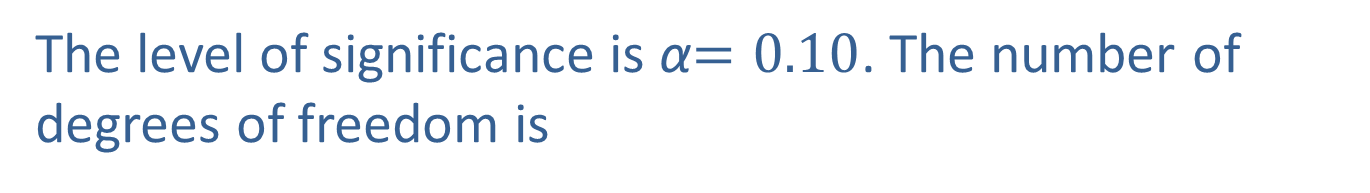 The level of significance is α= 0.10. The number of
degrees of freedom is